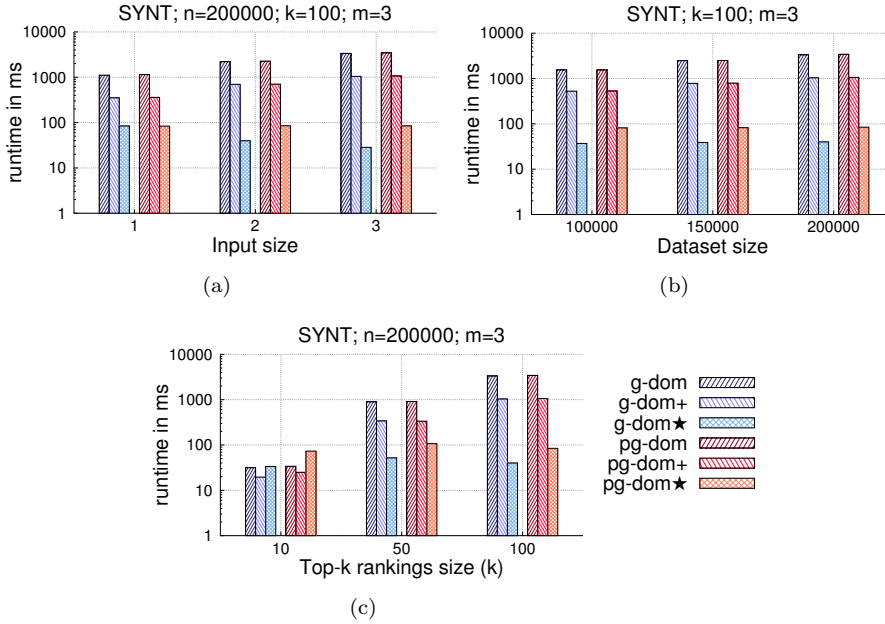 SYNT; n=200000; k=100; m=3
runtime in ms
10000
1000
100
10
1
1 2 3
Input size
(a)
SYNT; k=100; m=3
runtime in ms
10000
1000
100
10
1
100000 150000 200000
Dataset size
(b)
SYNT; n=200000; m=3
runtime in ms
10000
1000
100
10
1
10 50 100
Top-k rankings size (k)
(c)
g-dom
g-dom+
g-dom★
pg-dom
pg-dom+
pg-dom★